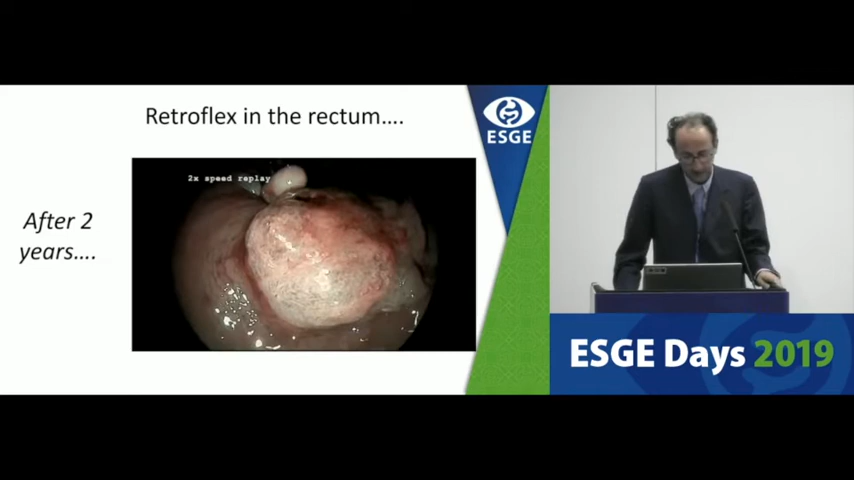 Retroflex in the rectum....
ESGE
2x speed replay
After 2
years....
ESGE Days 2019